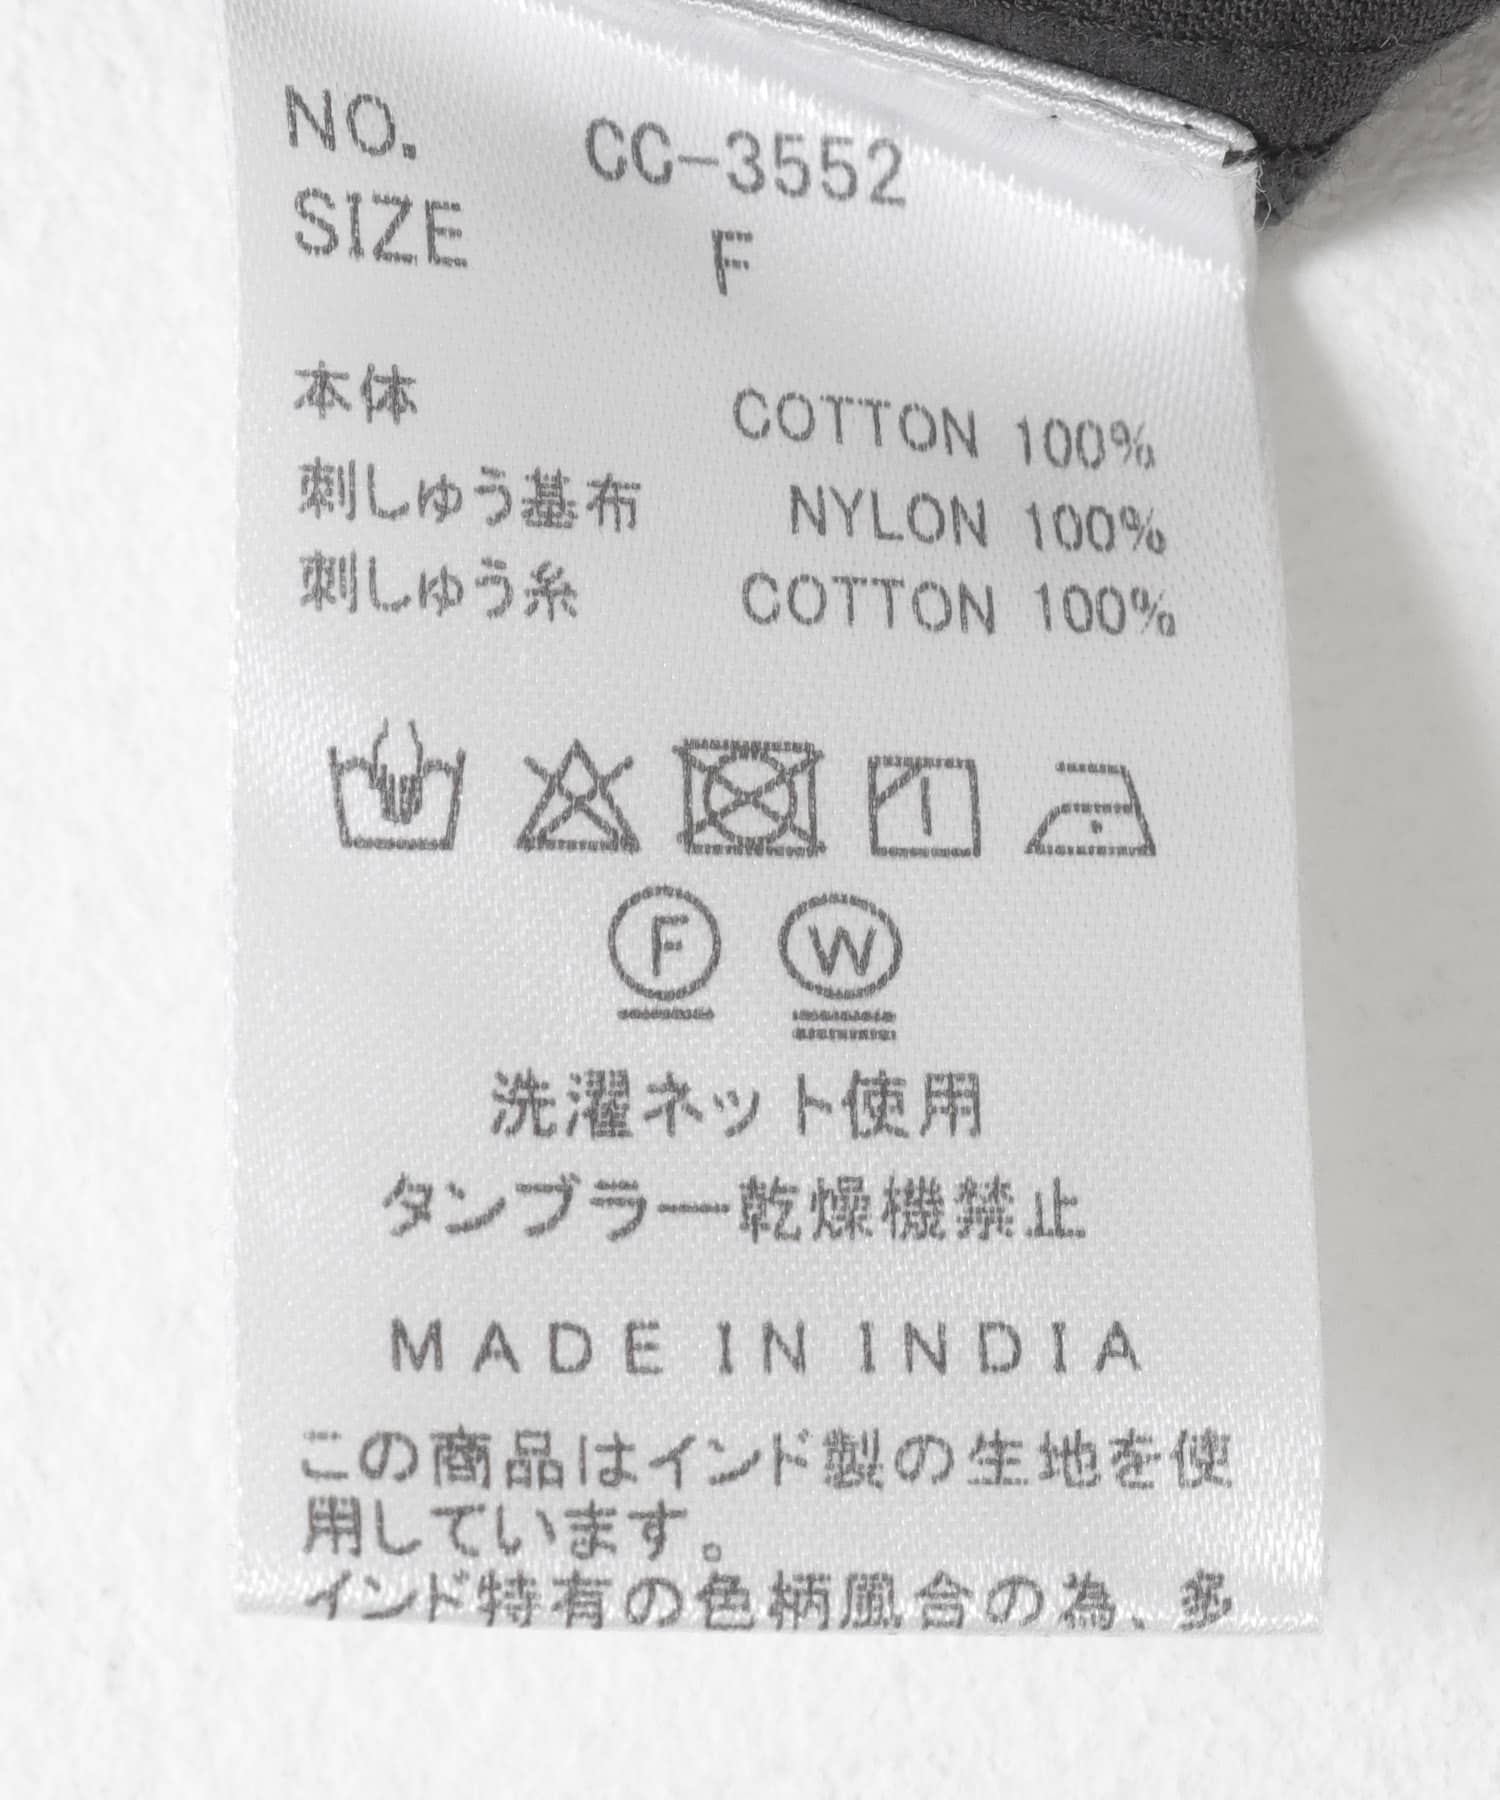 NO. CC-3552
SIZE F
本体 COTTON 100%
刺しゅう基布 NYLON 100%
刺しゅう糸 COTTON 100%
F W
洗濯ネット使用
タンブラー乾燥機禁止
MADE IN INDIA
この商品はインド製の生地を使
用しています。
インド特有の色柄風合の為、多